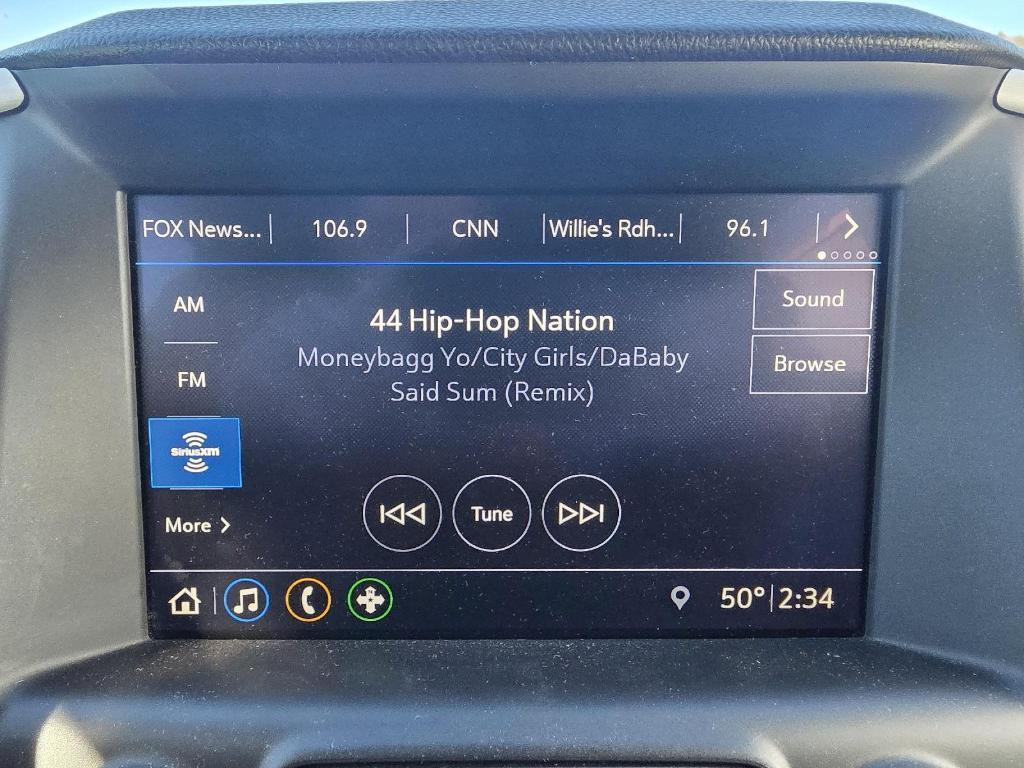 FOX News... 106.9 CNN Willie's Rdh... 96.1
AM
44 Hip-Hop Nation
Sound
Moneybagg Yo/City Girls/DaBaby
Browse
FM
Said Sum (Remix)
SiriusXM
More
Tune
50° 2:34